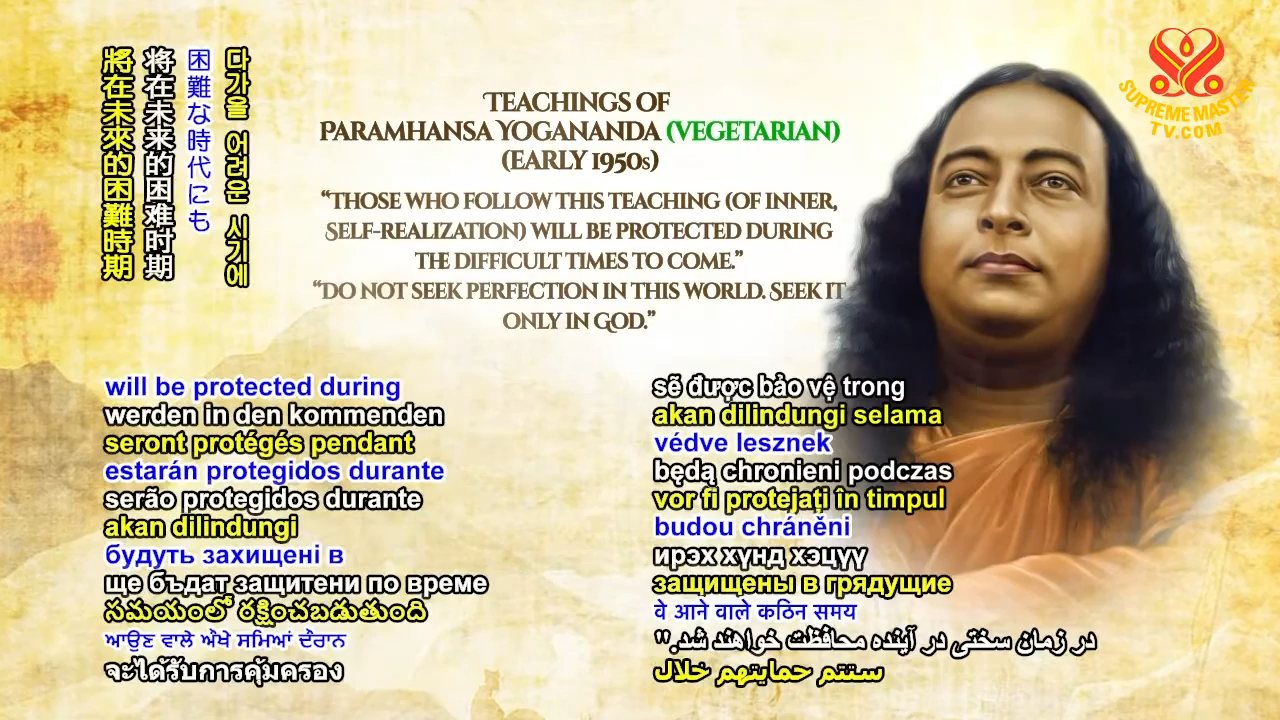 將在未來的困難時期
将在未来的困难时期
困難な時代にも
다가올 어려운 시기에
TEACHINGS OF
PARAMHANSA YOGANANDA (VEGETARIAN)
(EARLY 1950s)
“THOSE WHO FOLLOW THIS TEACHING (OF INNER,
SELF-REALIZATION) WILL BE PROTECTED DURING
THE DIFFICULT TIMES TO COME.”
“DO NOT SEEK PERFECTION IN THIS WORLD. SEEK IT
ONLY IN GOD.”
SUPREME MASTER
TV.COM
will be protected during
werden in den kommenden
seront protégés pendant
estarán protegidos durante
serão protegidos durante
akan dilindungi
будуть захищені в
ще бъдат защитени по време
సమయంలో రక్షించబడుతుంది
ਆਉਣ ਵਾਲੇ ਔਖੇ ਸਮਿਆਂ ਦੌਰਾਨ
จะได้รับการคุ้มครอง
sẽ được bảo vệ trong
akan dilindungi selama
védve lesznek
będą chronieni podczas
vor fi protejați în timpul
budou chráněni
ирэх хүнд хэцүү
защищены в грядущие
वे आने वाले कठिन समय
در زمان سختی در آینده محافظت خواهند شد."
ستتم حمايتهم خلال